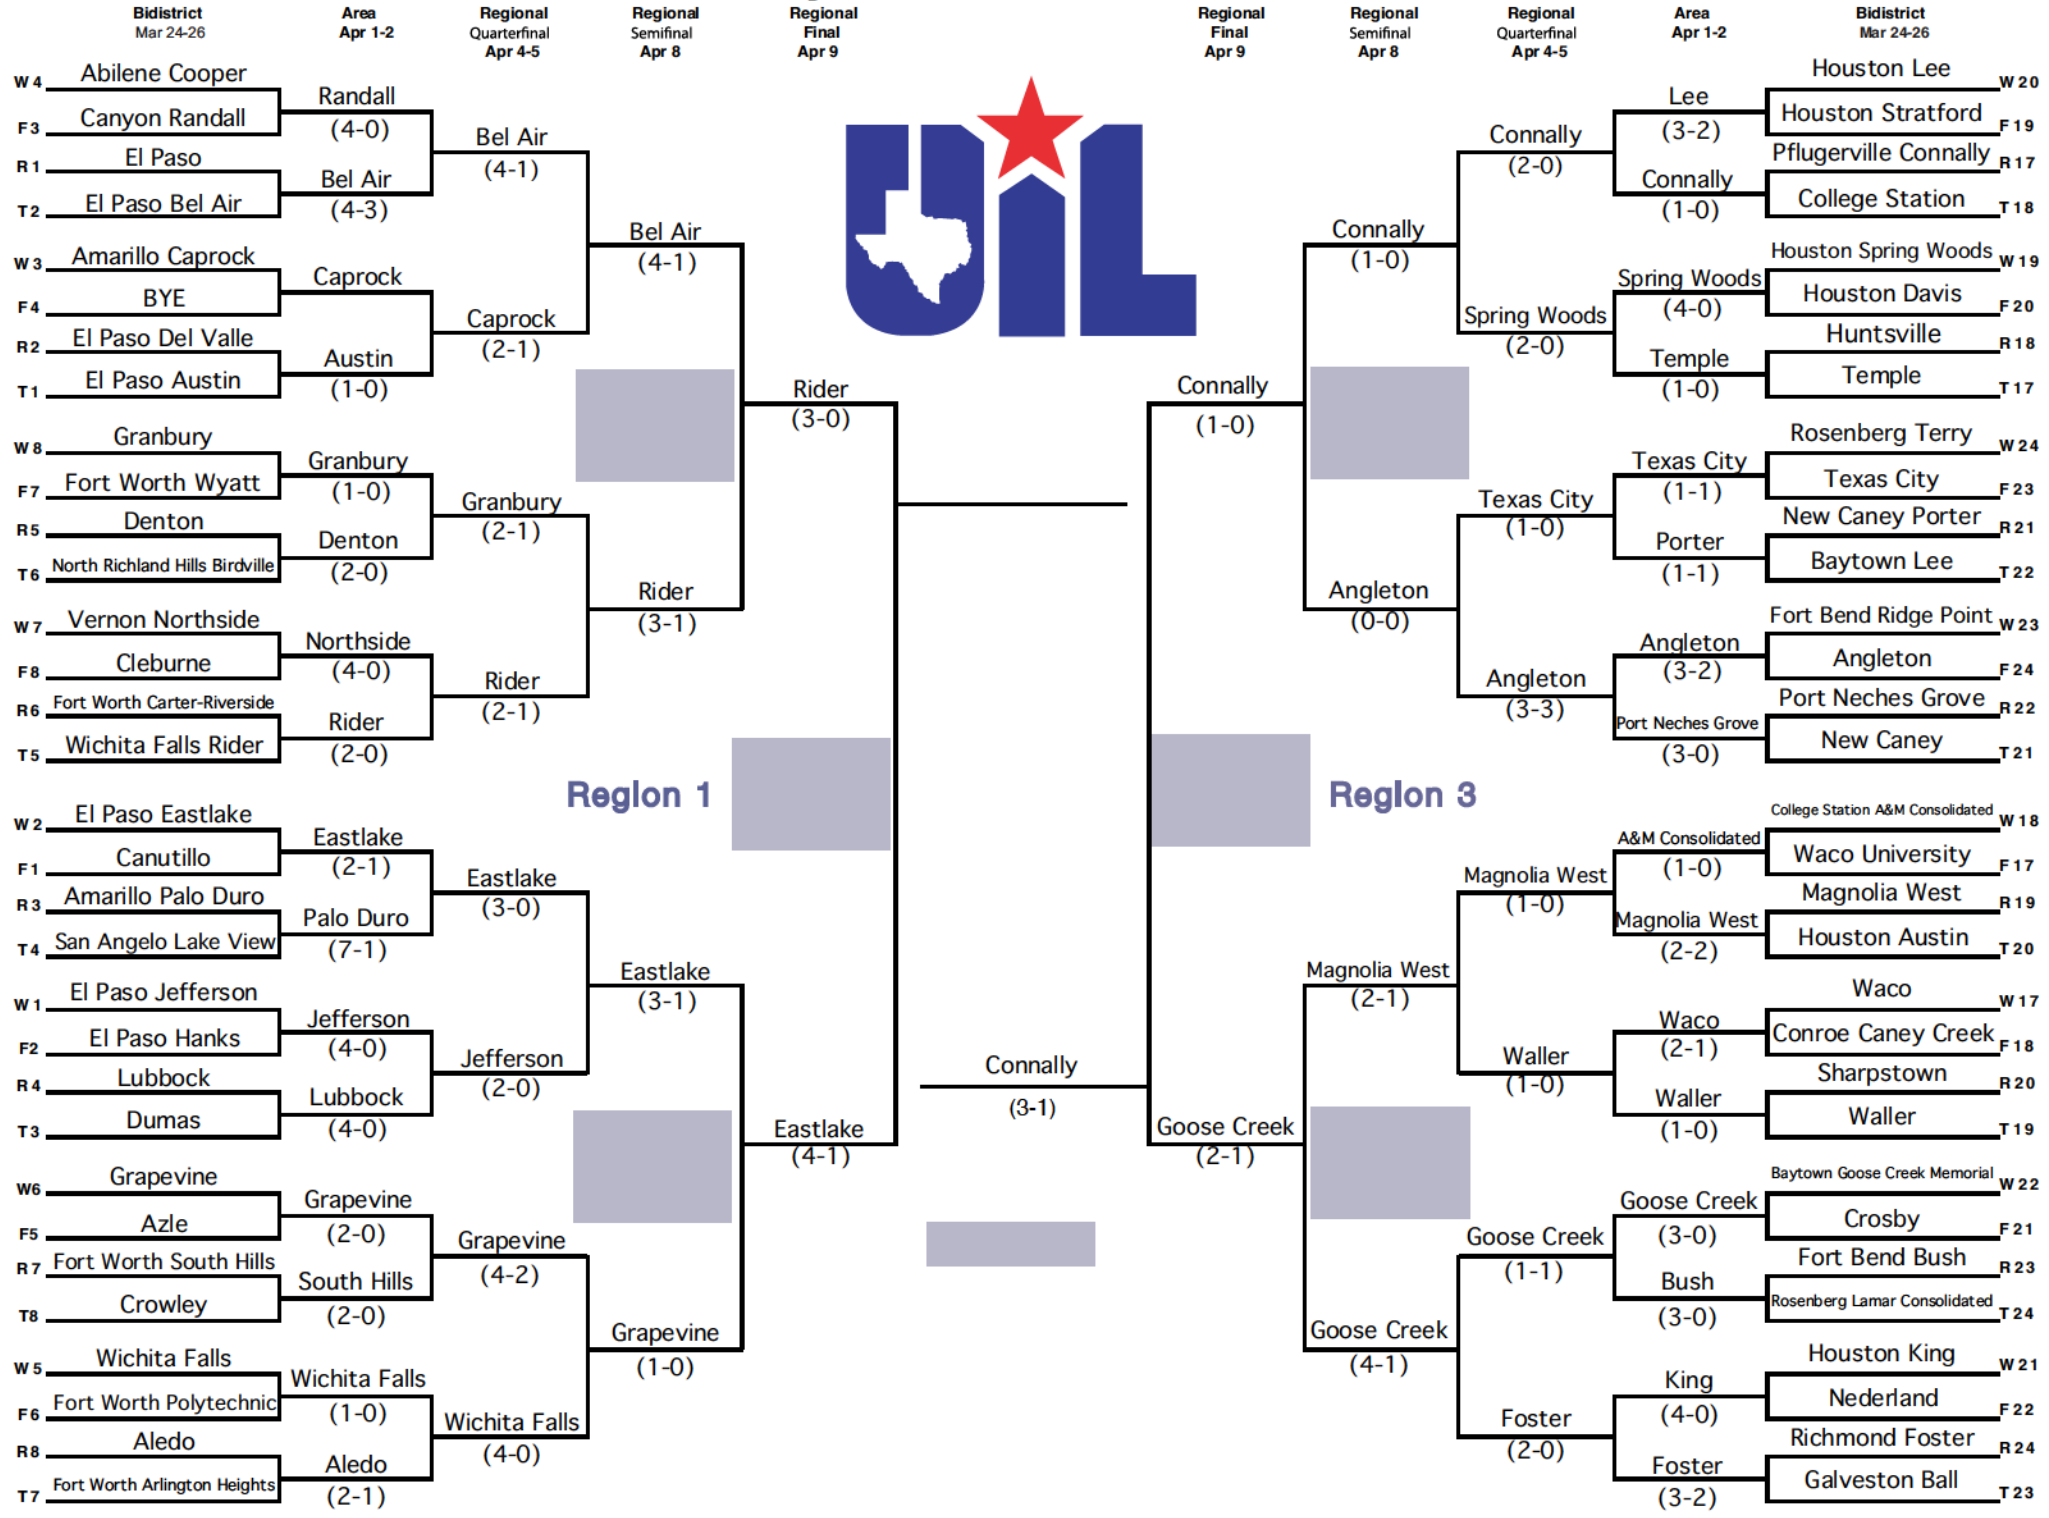 Bidistrict
Mar 24-26
Area
Apr 1-2
Regional
Quarterfinal
Apr 4-5
Regional
Semifinal
Apr 8
Regional
Final
Apr 9
Regional
Final
Apr 9
Regional
Semifinal
Apr 8
Regional
Quarterfinal
Apr 4-5
Area
Apr 1-2
Bidistrict
Mar 24-26
UIL
W 4 Abilene Cooper
F 3 Canyon Randall
R 1 El Paso
T 2 El Paso Bel Air
W 3 Amarillo Caprock
F 4 BYE
R 2 El Paso Del Valle
T 1 El Paso Austin
W 8 Granbury
F 7 Fort Worth Wyatt
R 5 Denton
T 6 North Richland Hills Birdville
W 7 Vernon Northside
F 8 Cleburne
R 6 Fort Worth Carter-Riverside
T 5 Wichita Falls Rider
W 2 El Paso Eastlake
F 1 Canutillo
R 3 Amarillo Palo Duro
T 4 San Angelo Lake View
W 1 El Paso Jefferson
F2 El Paso Hanks
R 4 Lubbock
T 3 Dumas
W6 Grapevine
F5 Azle
R 7 Fort Worth South Hills
T8 Crowley
W 5 Wichita Falls
F 6 Fort Worth Polytechnic
R 8 Aledo
T 7 Fort Worth Arlington Heights
Randall
(4-0)
Bel Air
(4-3)
Caprock
Austin
(1-0)
Granbury
(1-0)
Denton
(2-0)
Northside
(4-0)
Rider
(2-0)
Eastlake
(2-1)
Palo Duro
(7-1)
Jefferson
(4-0)
Lubbock
(4-0)
Grapevine
(2-0)
South Hills
(2-0)
Wichita Falls
(1-0)
Aledo
(2-1)
Bel Air
(4-1)
Caprock
(2-1)
Granbury
(2-1)
Rider
(2-1)
Eastlake
(3-0)
Jefferson
(2-0)
Grapevine
(4-2)
Wichita Falls
(4-0)
Bel Air
(4-1)
Rider
(3-1)
Eastlake
(3-1)
Grapevine
(1-0)
Rider
(3-0)
Eastlake
(4-1)
Region 1
Connally
(3-1)
Region 3
Connally
(1-0)
Goose Creek
(2-1)
Connally
(1-0)
Angleton
(0-0)
Magnolia West
(2-1)
Goose Creek
(4-1)
Connally
(2-0)
Spring Woods
(2-0)
Texas City
(1-0)
Angleton
(3-3)
Magnolia West
(1-0)
Waller
(1-0)
Goose Creek
(1-1)
Foster
(2-0)
Lee
(3-2)
Connally
(1-0)
Spring Woods
(4-0)
Temple
(1-0)
Texas City
(1-1)
Porter
(1-1)
Angleton
(3-2)
Port Neches Grove
(3-0)
A&M Consolidated
(1-0)
Magnolia West
(2-2)
Waco
(2-1)
Waller
(1-0)
Goose Creek
(3-0)
Bush
(3-0)
King
(4-0)
Foster
(3-2)
Houston Lee W 20
Houston Stratford F 19
Pflugerville Connally R 17
College Station T 18
Houston Spring Woods W 19
Houston Davis F 20
Huntsville R 18
Temple T 17
Rosenberg Terry W 24
Texas City F 23
New Caney Porter R 21
Baytown Lee T 22
Fort Bend Ridge Point W 23
Angleton F 24
Port Neches Grove R 22
New Caney T 21
College Station A&M Consolidated W 18
Waco University F 17
Magnolia West R 19
Houston Austin T 20
Waco W 17
Conroe Caney Creek F 18
Sharpstown R 20
Waller T 19
Baytown Goose Creek Memorial W 22
Crosby F 21
Fort Bend Bush R 23
Rosenberg Lamar Consolidated T 24
Houston King W 21
Nederland F 22
Richmond Foster R 24
Galveston Ball T 23